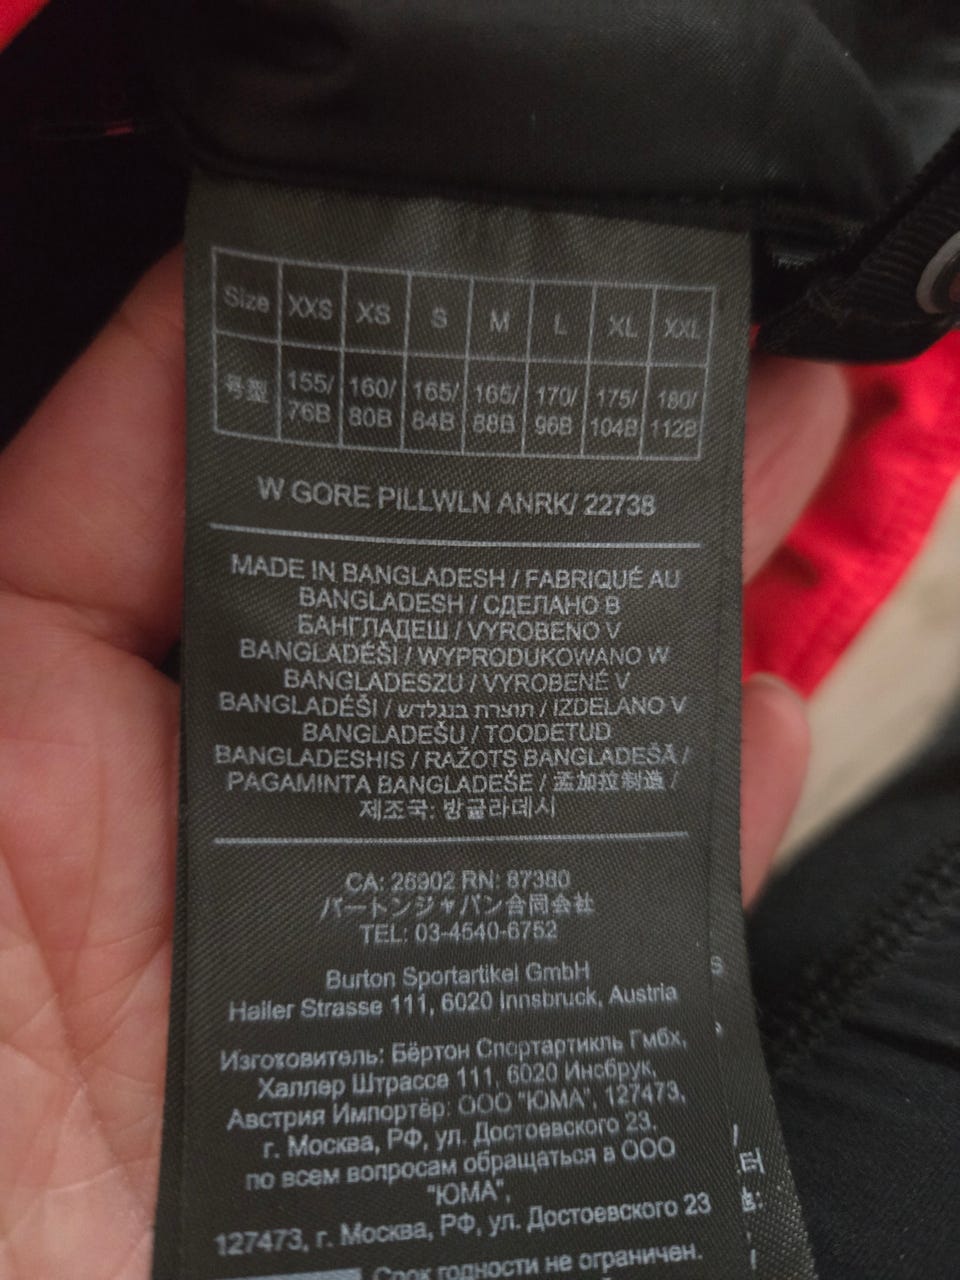 Size XXS XS S M L XL XXL
号型 155/76B 160/80B 165/84B 165/88B 170/96B 175/104B 180/112B
W GORE PILLWLN ANRK/ 22738
MADE IN BANGLADESH / FABRIQUÉ AU
BANGLADESH / СДЕЛАНО В
БАНГЛАДЕШ / VYROBENO V
BANGLADÉŠI / WYPRODUKOWANO W
BANGLADESZU / VYROBENÉ V
BANGLADÉŠI / תוצרת בנגלדש / IZDELANO V
BANGLADEŠU / TOODETUD
BANGLADESHIS / RAŽOTS BANGLADEŠĀ /
PAGAMINTA BANGLADEŠE / 孟加拉制造 /
제조국: 방글라데시
CA: 26902 RN: 87380
バートンジャパン合同会社
TEL: 03-4540-6752
Burton Sportartikel GmbH
Haller Strasse 111, 6020 Innsbruck, Austria
Изготовитель: Бёртон Спортартикль Гмбх,
Халлер Штрассе 111, 6020 Инсбрук,
Австрия Импортёр: ООО "ЮМА", 127473,
г. Москва, РФ, ул. Достоевского 23.
по всем вопросам обращаться в ООО
"ЮМА",
127473, г. Москва, РФ, ул. Достоевского 23
Срок годности не ограничен.